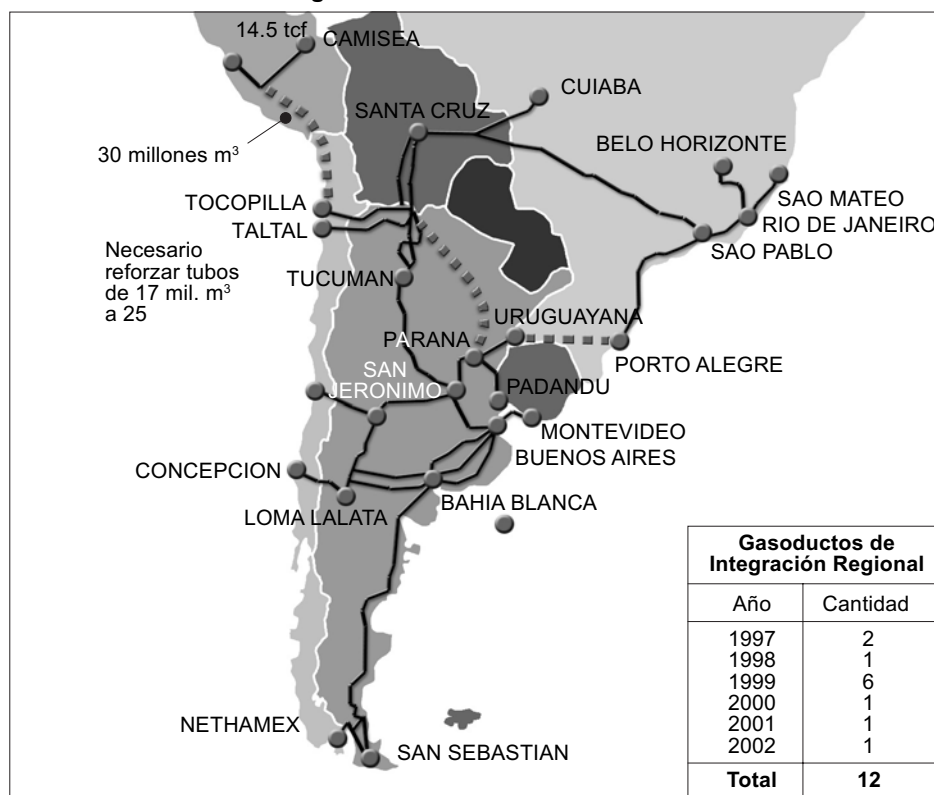 14.5 tcf
CAMISEA
CUIABA
SANTA CRUZ
BELO HORIZONTE
30 millones m³
SAO MATEO
TOCOPILLA
RIO DE JANEIRO
TALTAL
SAO PABLO
Necesario
reforzar tubos
de 17 mil. m³
a 25
TUCUMAN
URUGUAYANA
PARANA
PORTO ALEGRE
SAN
JERONIMO
PADANDU
MONTEVIDEO
BUENOS AIRES
CONCEPCION
BAHIA BLANCA
LOMA LALATA
NETHAMEX
SAN SEBASTIAN
Gasoductos de
Integración Regional
Año Cantidad
1997 2
1998 1
1999 6
2000 1
2001 1
2002 1
Total 12